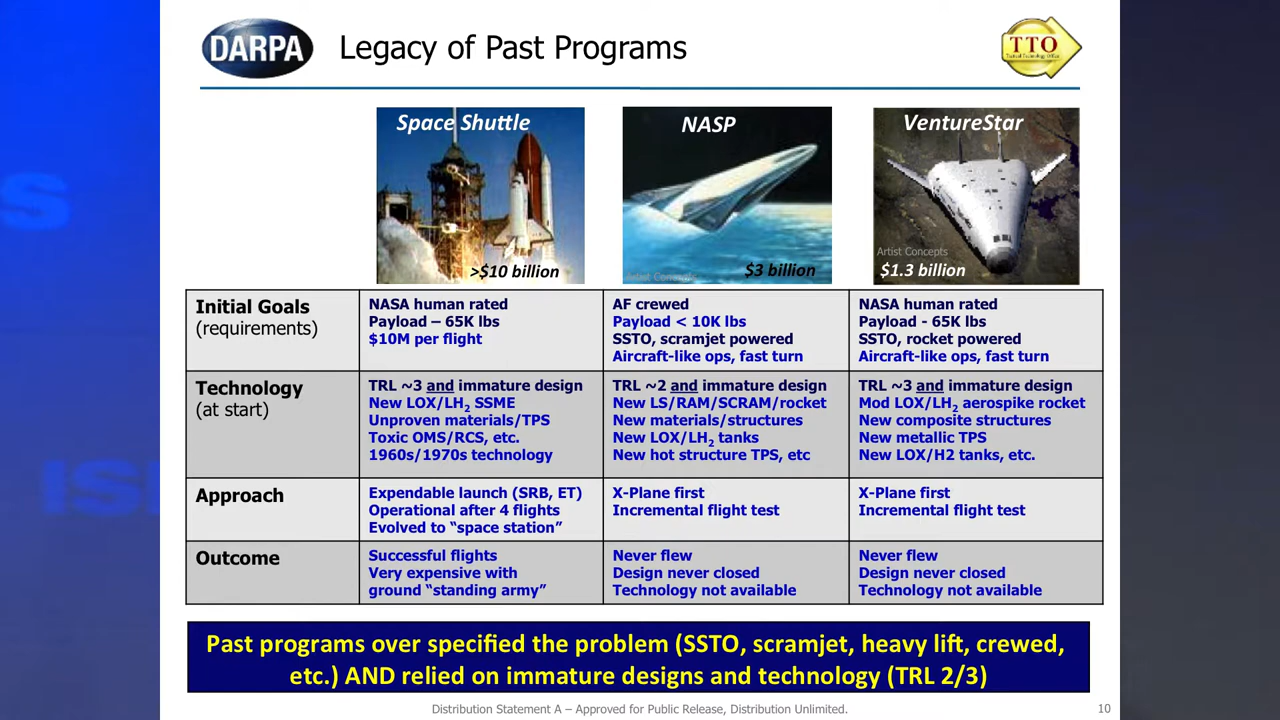 DARPA
Legacy of Past Programs
TTO
Tactical Technology Office
Space Shuttle
>$10 billion
NASP
Artist Concepts
$3 billion
VentureStar
Artist Concepts
$1.3 billion
Initial Goals
(requirements)
NASA human rated
Payload – 65K lbs
$10M per flight
AF crewed
Payload < 10K lbs
SSTO, scramjet powered
Aircraft-like ops, fast turn
NASA human rated
Payload - 65K lbs
SSTO, rocket powered
Aircraft-like ops, fast turn
Technology
(at start)
TRL ~3 and immature design
New LOX/LH2 SSME
Unproven materials/TPS
Toxic OMS/RCS, etc.
1960s/1970s technology
TRL ~2 and immature design
New LS/RAM/SCRAM/rocket
New materials/structures
New LOX/LH2 tanks
New hot structure TPS, etc
TRL ~3 and immature design
Mod LOX/LH2 aerospike rocket
New composite structures
New metallic TPS
New LOX/H2 tanks, etc.
Approach
Expendable launch (SRB, ET)
Operational after 4 flights
Evolved to “space station”
X-Plane first
Incremental flight test
X-Plane first
Incremental flight test
Outcome
Successful flights
Very expensive with
ground “standing army”
Never flew
Design never closed
Technology not available
Never flew
Design never closed
Technology not available
Past programs over specified the problem (SSTO, scramjet, heavy lift, crewed,
etc.) AND relied on immature designs and technology (TRL 2/3)
Distribution Statement A – Approved for Public Release, Distribution Unlimited.
10